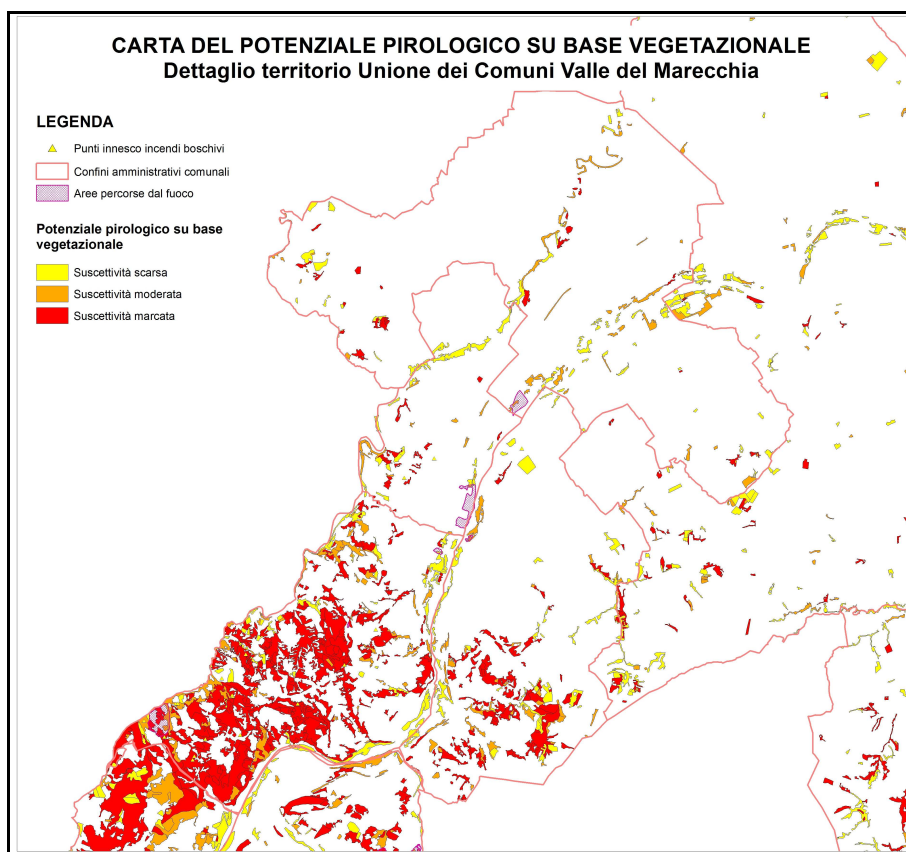 CARTA DEL POTENZIALE PIROLOGICO SU BASE VEGETAZIONALE
Dettaglio territorio Unione dei Comuni Valle del Marecchia
LEGENDA
Punti innesco incendi boschivi
Confini amministrativi comunali
Aree percorse dal fuoco
Potenziale pirologico su base
vegetazionale
Suscettività scarsa
Suscettività moderata
Suscettività marcata